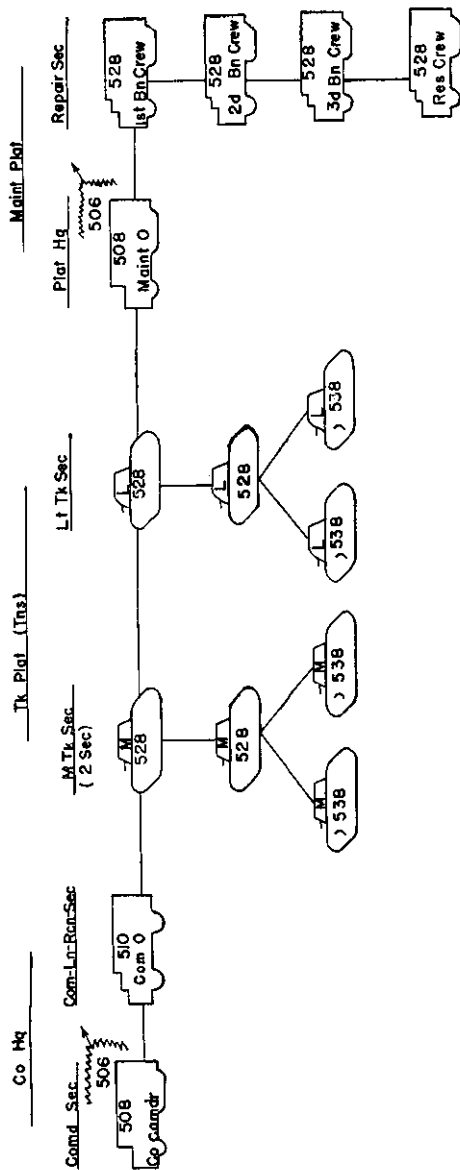 Co Hq
Comd Sec
506
508
Co Comdr
Com-Ln-Rcn-Sec
510
Com O
Tk Plat (Tns)
M Tk Sec
(2 Sec)
M
528
M
528
M
538
M
538
Lt Tk Sec
L
528
L
528
L
538
L
538
Maint Plat
Plat Hq
506
508
Maint O
Repair Sec
528
1st Bn Crew
528
2d Bn Crew
528
3d Bn Crew
528
Res Crew